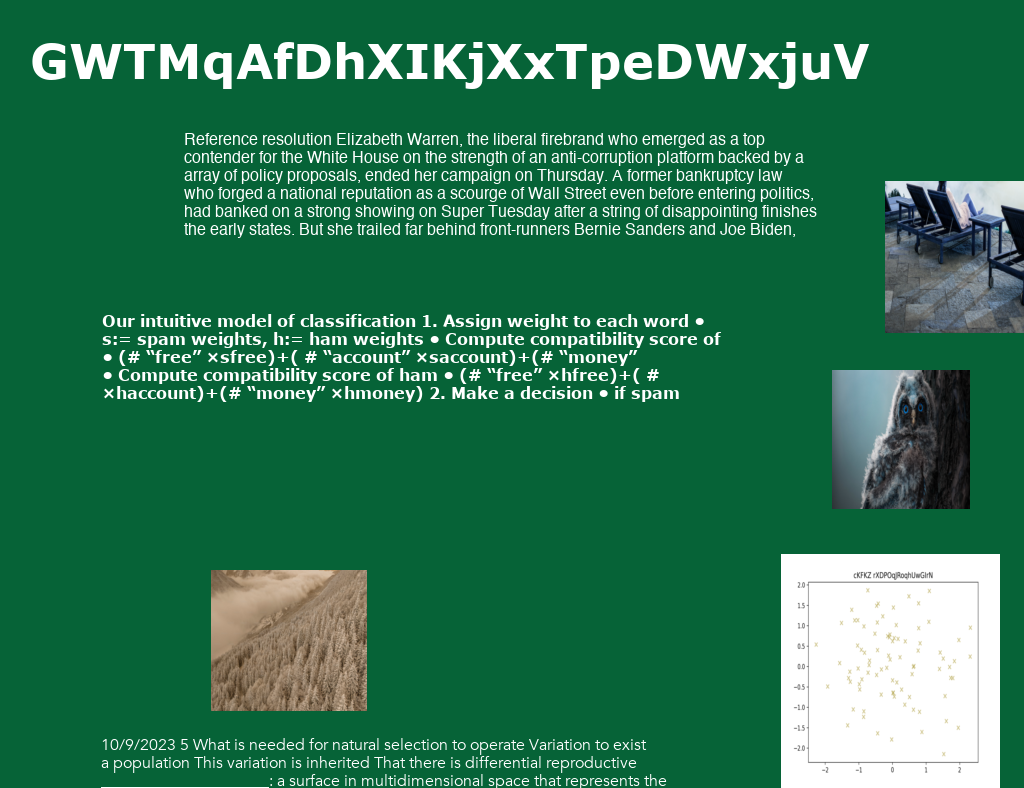 GWTMqAfDhXIKjXxTpeDWxjuV
Reference resolution Elizabeth Warren, the liberal firebrand who emerged as a top
contender for the White House on the strength of an anti-corruption platform backed by a
array of policy proposals, ended her campaign on Thursday. A former bankruptcy law
who forged a national reputation as a scourge of Wall Street even before entering politics,
had banked on a strong showing on Super Tuesday after a string of disappointing finishes
the early states. But she trailed far behind front-runners Bernie Sanders and Joe Biden,
Our intuitive model of classification 1. Assign weight to each word •
s:= spam weights, h:= ham weights • Compute compatibility score of
• (# “free” ×sfree)+( # “account” ×saccount)+(# “money”
• Compute compatibility score of ham • (# “free” ×hfree)+( #
×haccount)+(# “money” ×hmoney) 2. Make a decision • if spam
cKFKZ rXDPOqJRoqhUwGIrN
2.0
1.5
1.0
0.5
0.0
−0.5
−1.0
−1.5
−2.0
−2 −1 0 1 2
10/9/2023 5 What is needed for natural selection to operate Variation to exist
a population This variation is inherited That there is differential reproductive
____________________: a surface in multidimensional space that represents the